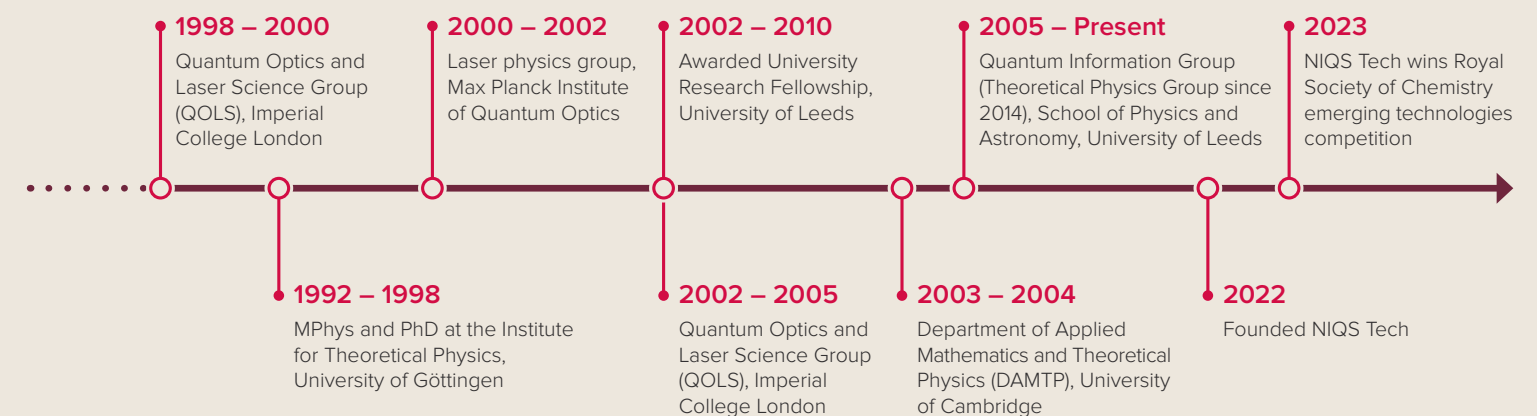 1998 – 2000
Quantum Optics and
Laser Science Group
(QOLS), Imperial
College London
2000 – 2002
Laser physics group,
Max Planck Institute
of Quantum Optics
2002 – 2010
Awarded University
Research Fellowship,
University of Leeds
2005 – Present
Quantum Information Group
(Theoretical Physics Group since
2014), School of Physics and
Astronomy, University of Leeds
2023
NIQS Tech wins Royal
Society of Chemistry
emerging technologies
competition
1992 – 1998
MPhys and PhD at the Institute
for Theoretical Physics,
University of Göttingen
2002 – 2005
Quantum Optics and
Laser Science Group
(QOLS), Imperial
College London
2003 – 2004
Department of Applied
Mathematics and Theoretical
Physics (DAMTP), University
of Cambridge
2022
Founded NIQS Tech